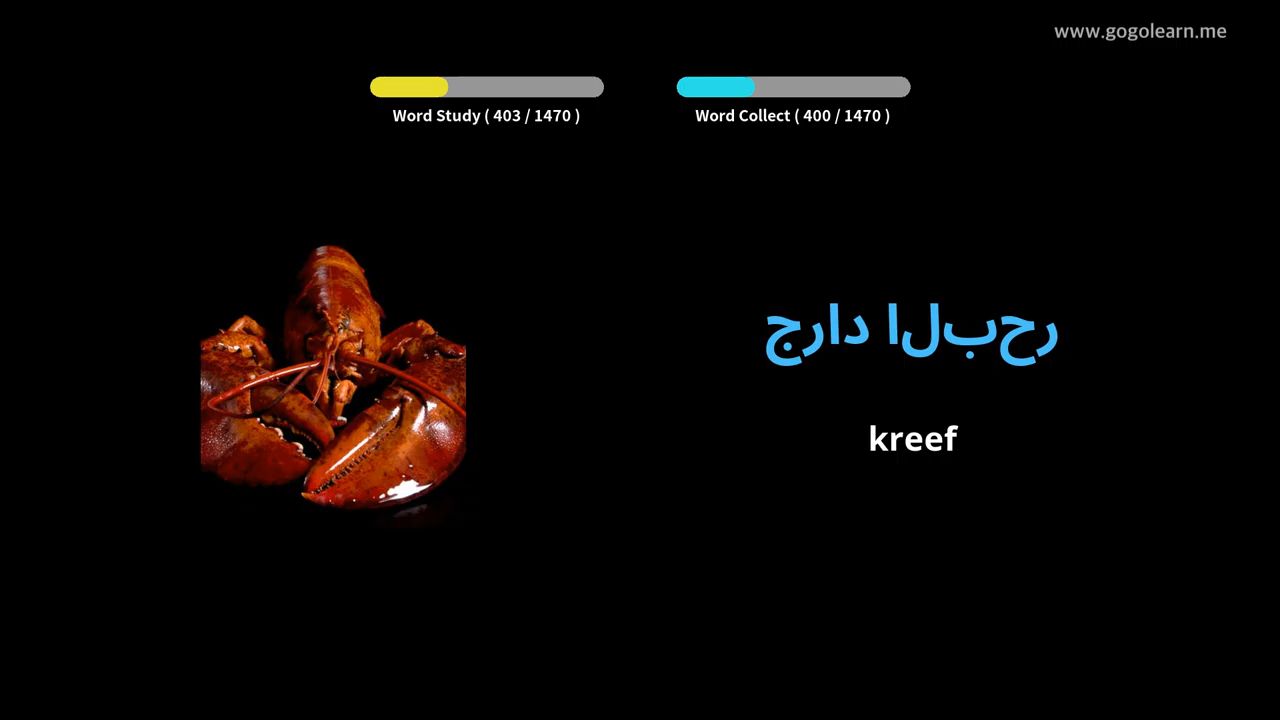 www.gogolearn.me
Word Study ( 403 / 1470 )
Word Collect ( 400 / 1470 )
جراد البحر
kreef